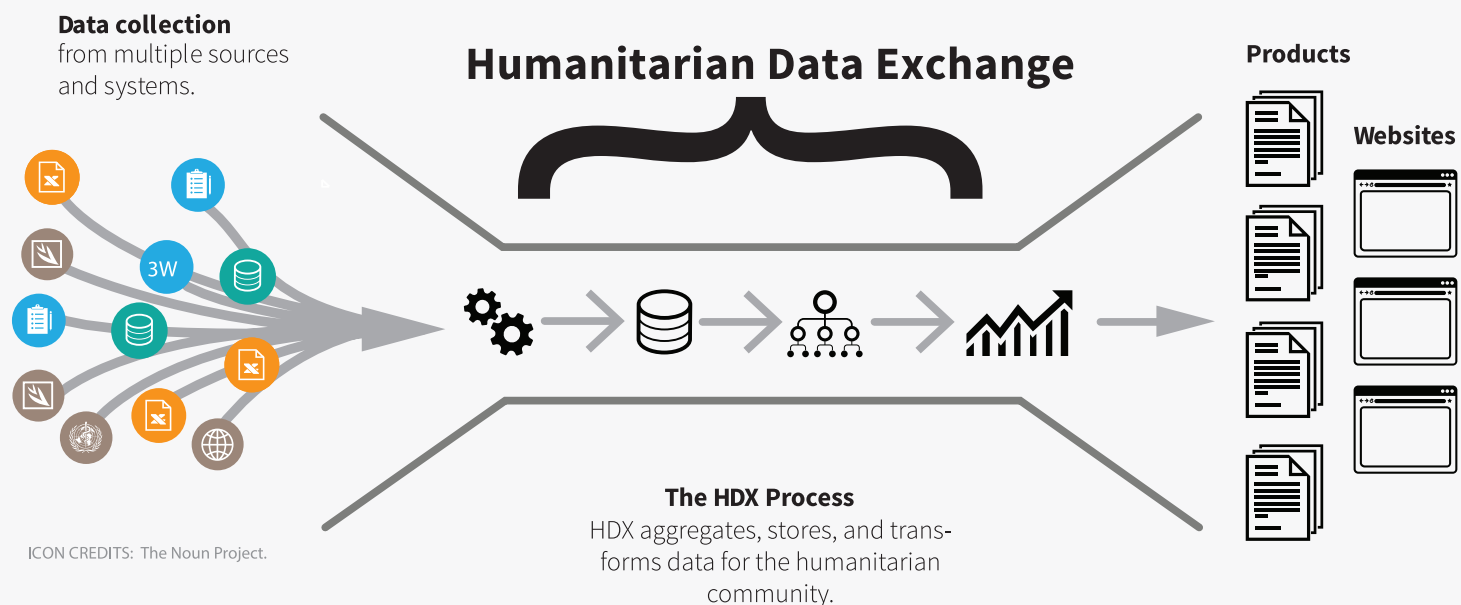 Data collection
from multiple sources
and systems.
Humanitarian Data Exchange
Products
Websites
3W
The HDX Process
HDX aggregates, stores, and trans-
forms data for the humanitarian
community.
ICON CREDITS: The Noun Project.